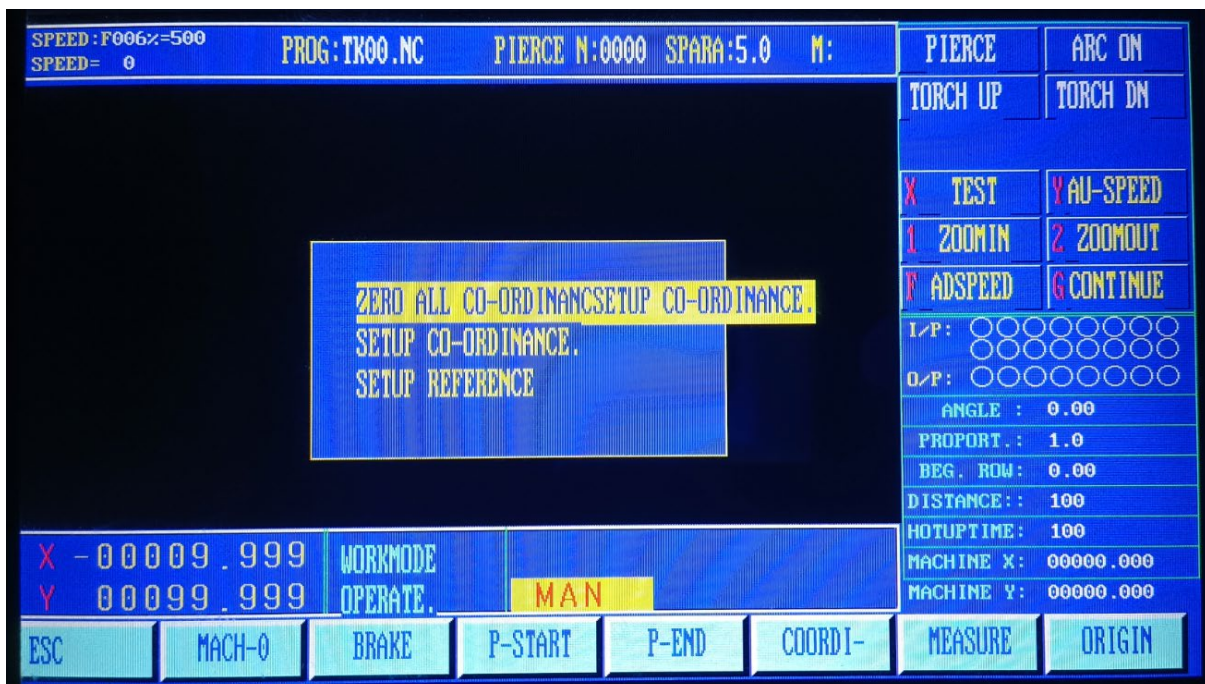 SPEED:F006%=500
SPEED= 0
PROG:TK00.NC
PIERCE N:0000
SPARA:5.0
M:
PIERCE
ARC ON
TORCH UP
TORCH DN
X TEST
Y AU-SPEED
1 ZOOMIN
2 ZOOMOUT
F ADSPEED
G CONTINUE
ZERO ALL CO-ORDINANCSETUP CO-ORDINANCE.
SETUP CO-ORDINANCE.
SETUP REFERENCE
I/P:
O/P:
ANGLE : 0.00
PROPORT.: 1.0
BEG. ROW: 0.00
DISTANCE:: 100
HOTUPTIME: 100
MACHINE X: 00000.000
MACHINE Y: 00000.000
X -00009.999
Y 00099.999
WORKMODE
OPERATE.
MAN
ESC
MACH-0
BRAKE
P-START
P-END
COORDI-
MEASURE
ORIGIN